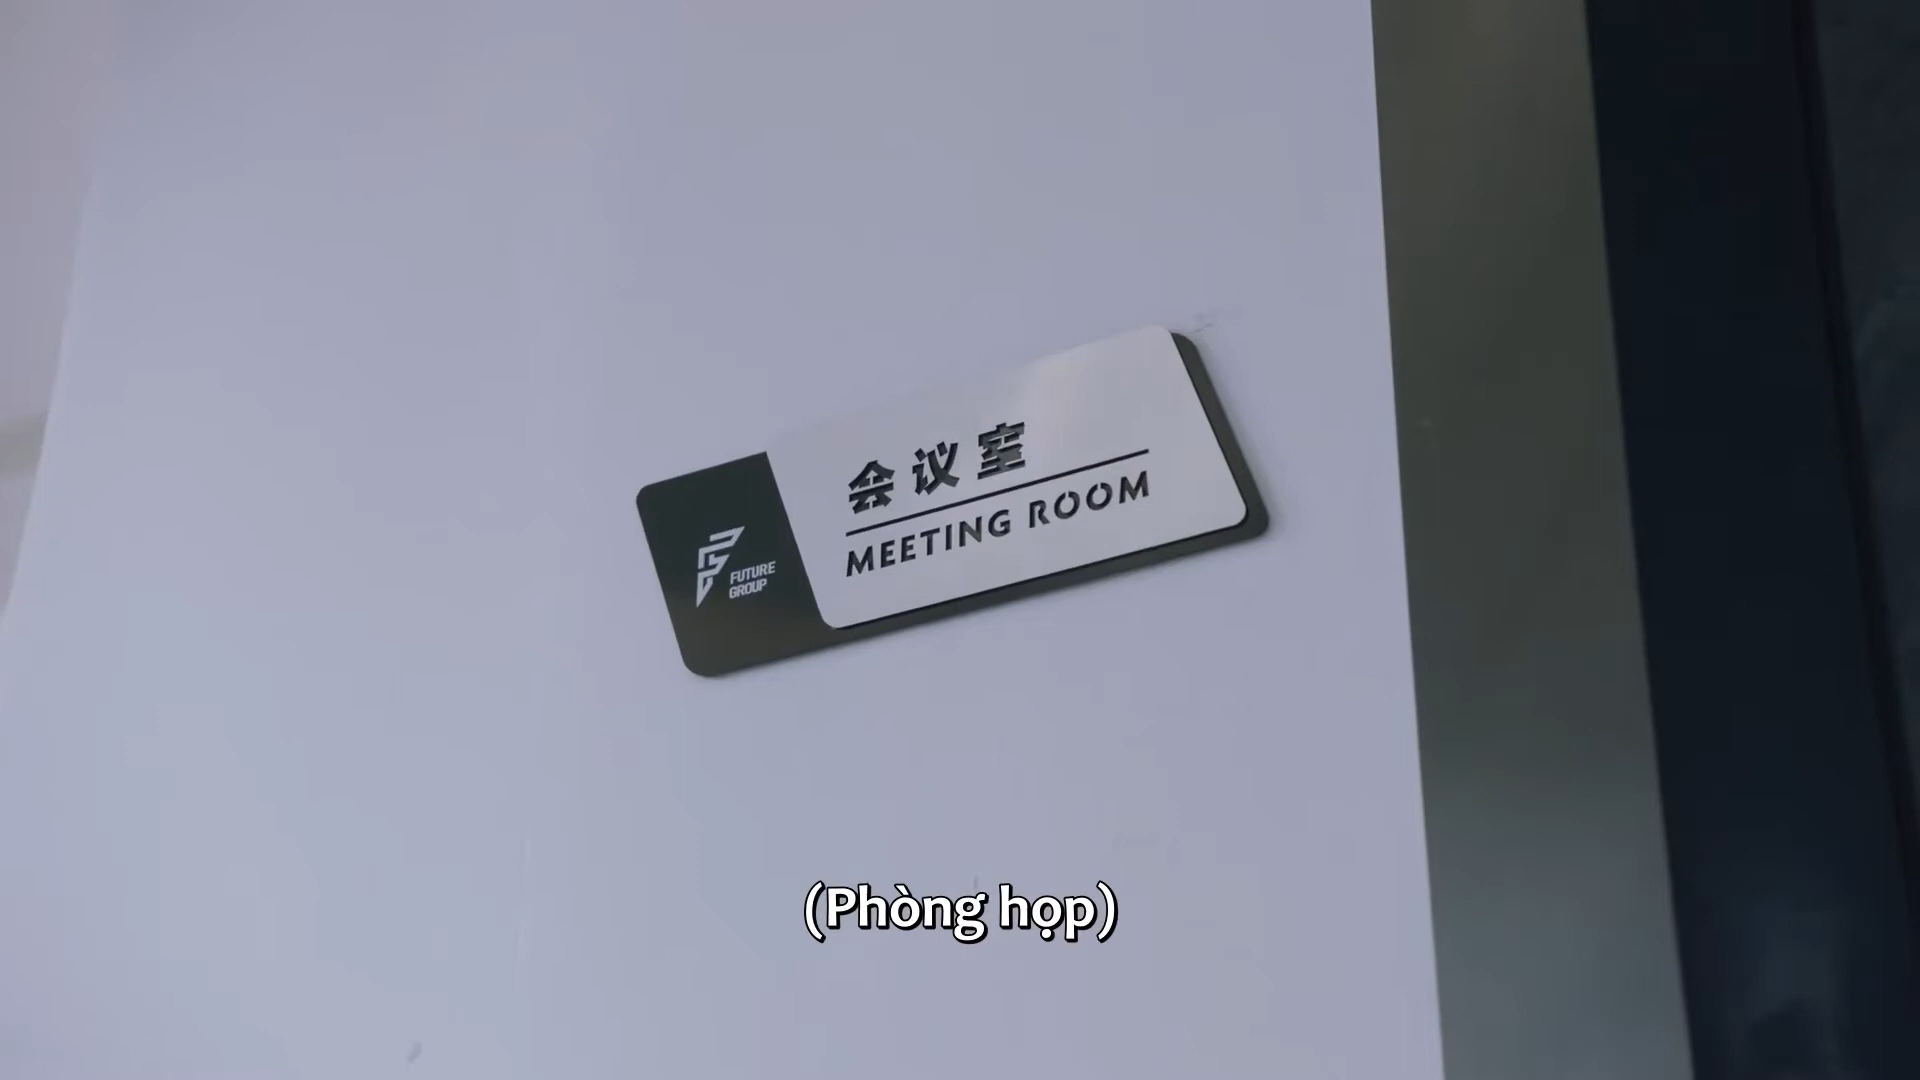 会议室
MEETING ROOM
FUTURE
GROUP
(Phòng họp)